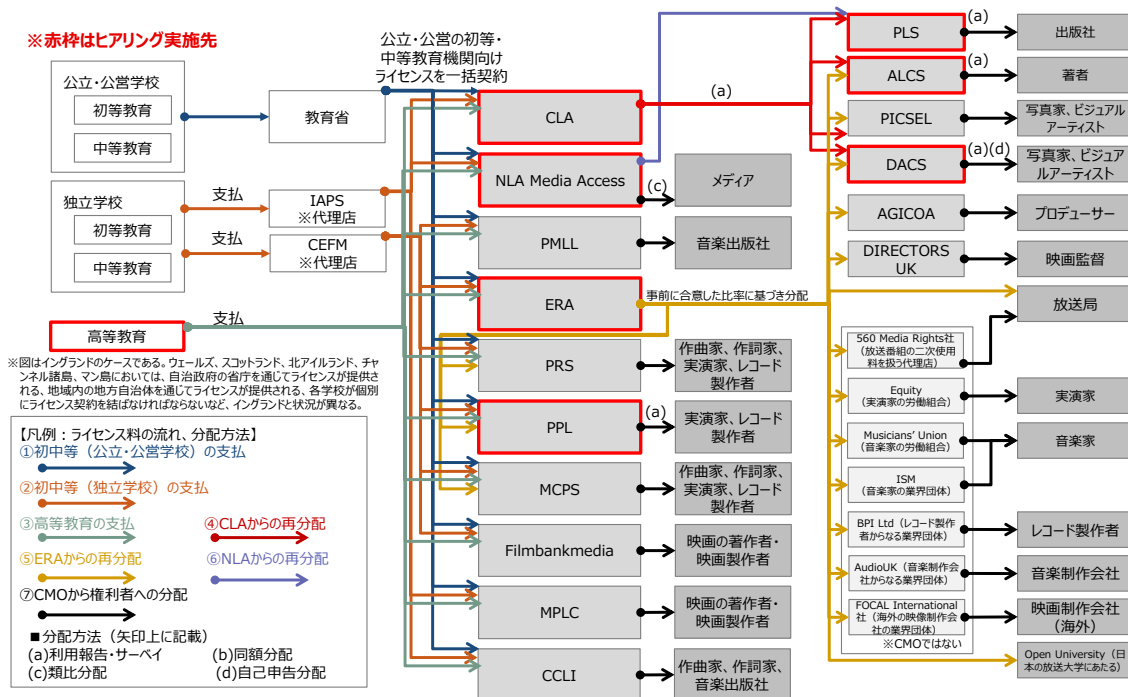 ※赤枠はヒアリング実施先
公立・公営の初等・
中等教育機関向け
ライセンスを一括契約
公立・公営学校
初等教育
中等教育
教育省
独立学校
初等教育
中等教育
支払
支払
IAPS
※代理店
CEFM
※代理店
高等教育
支払
※図はイングランドのケースである。ウェールズ、スコットランド、北アイルランド、チャ
ンネル諸島、マン島においては、自治政府の省庁を通じてライセンスが提供さ
れる、地域内の地方自治体を通じてライセンスが提供される、各学校が個別
にライセンス契約を結ばなければならないなど、イングランドと状況が異なる。
【凡例：ライセンス料の流れ、分配方法】
①初中等（公立・公営学校）の支払
②初中等（独立学校）の支払
③高等教育の支払
④CLAからの再分配
⑤ERAからの再分配
⑥NLAからの再分配
⑦CMOから権利者への分配
■分配方法（矢印上に記載）
(a)利用報告・サーベイ
(b)同額分配
(c)類比分配
(d)自己申告分配
CLA
(a)
NLA Media Access
(c)
メディア
PMLL
音楽出版社
ERA
事前に合意した比率に基づき分配
PRS
作曲家、作詞家、
実演家、レコード
製作者
PPL
(a)
実演家、レコード
製作者
MCPS
作曲家、作詞家、
実演家、レコード
製作者
Filmbankmedia
映画の著作者・
映画製作者
MPLC
映画の著作者・
映画製作者
CCLI
作曲家、作詞家、
音楽出版社
PLS
(a)
出版社
ALCS
(a)
著者
PICSEL
写真家、ビジュアル
アーティスト
DACS
(a)(d)
写真家、ビジュア
ルアーティスト
AGICOA
プロデューサー
DIRECTORS
UK
映画監督
放送局
560 Media Rights社
（放送番組の二次使用
料を扱う代理店）
Equity
（実演家の労働組合）
実演家
Musicians’ Union
（音楽家の労働組合）
音楽家
ISM
（音楽家の業界団体）
BPI Ltd（レコード製作
者からなる業界団体）
レコード製作者
AudioUK（音楽制作会
社からなる業界団体）
音楽制作会社
FOCAL International
社（海外の映像制作会
社の業界団体）
映画制作会社
（海外）
※CMOではない
Open University（日
本の放送大学にあたる）